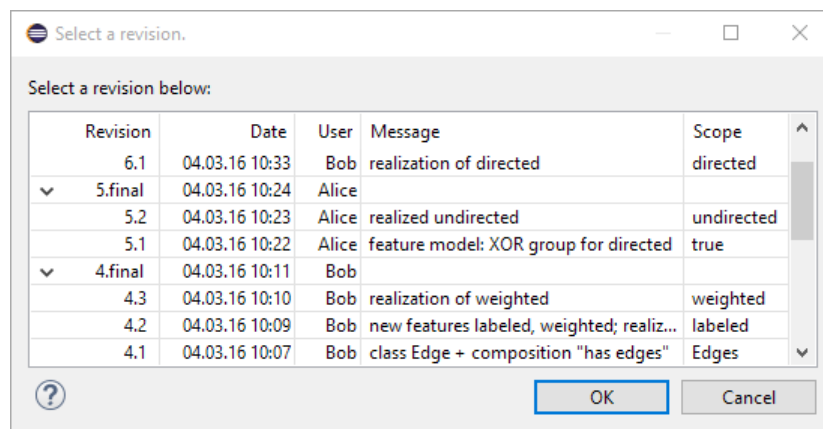 Select a revision.
Select a revision below:
Revision Date User Message Scope
6.1 04.03.16 10:33 Bob realization of directed directed
5.final 04.03.16 10:24 Alice
5.2 04.03.16 10:23 Alice realized undirected undirected
5.1 04.03.16 10:22 Alice feature model: XOR group for directed true
4.final 04.03.16 10:11 Bob
4.3 04.03.16 10:10 Bob realization of weighted weighted
4.2 04.03.16 10:09 Bob new features labeled, weighted; realiz... labeled
4.1 04.03.16 10:07 Bob class Edge + composition "has edges" Edges
? OK Cancel